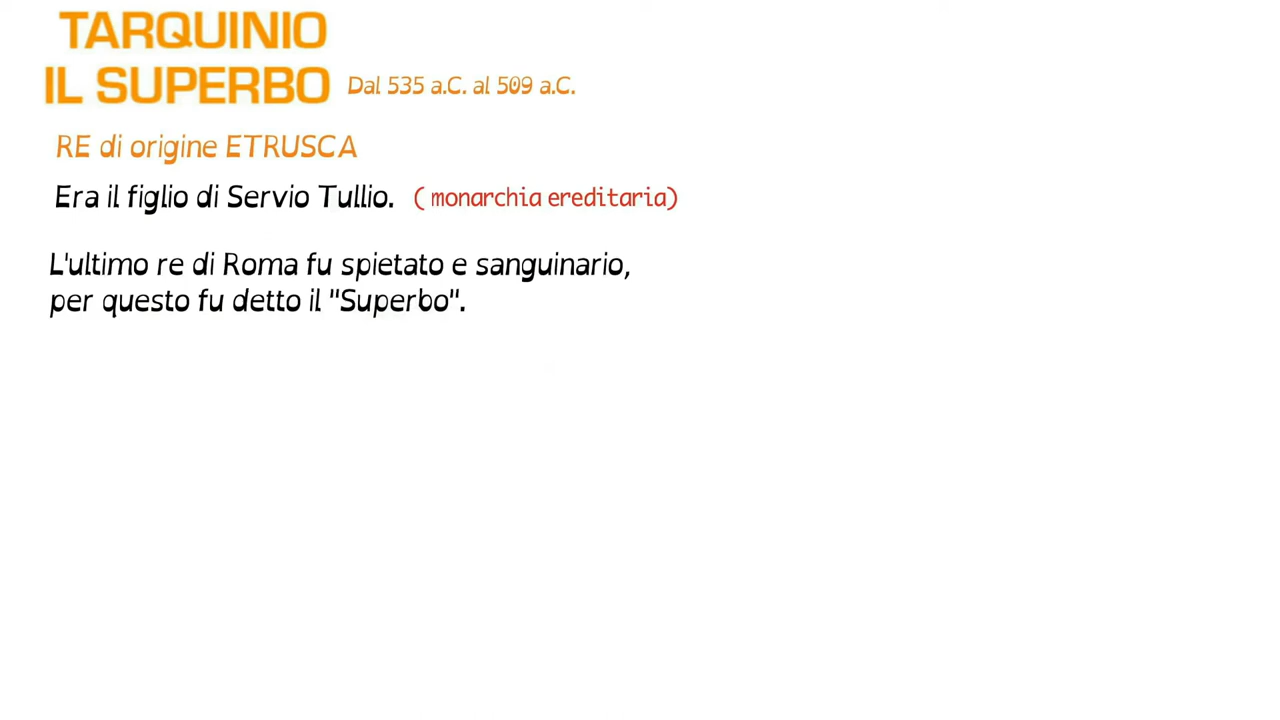 TARQUINIO
IL SUPERBO Dal 535 a.C. al 509 a.C.
RE di origine ETRUSCA
Era il figlio di Servio Tullio. ( monarchia ereditaria)
L'ultimo re di Roma fu spietato e sanguinario,
per questo fu detto il "Superbo".